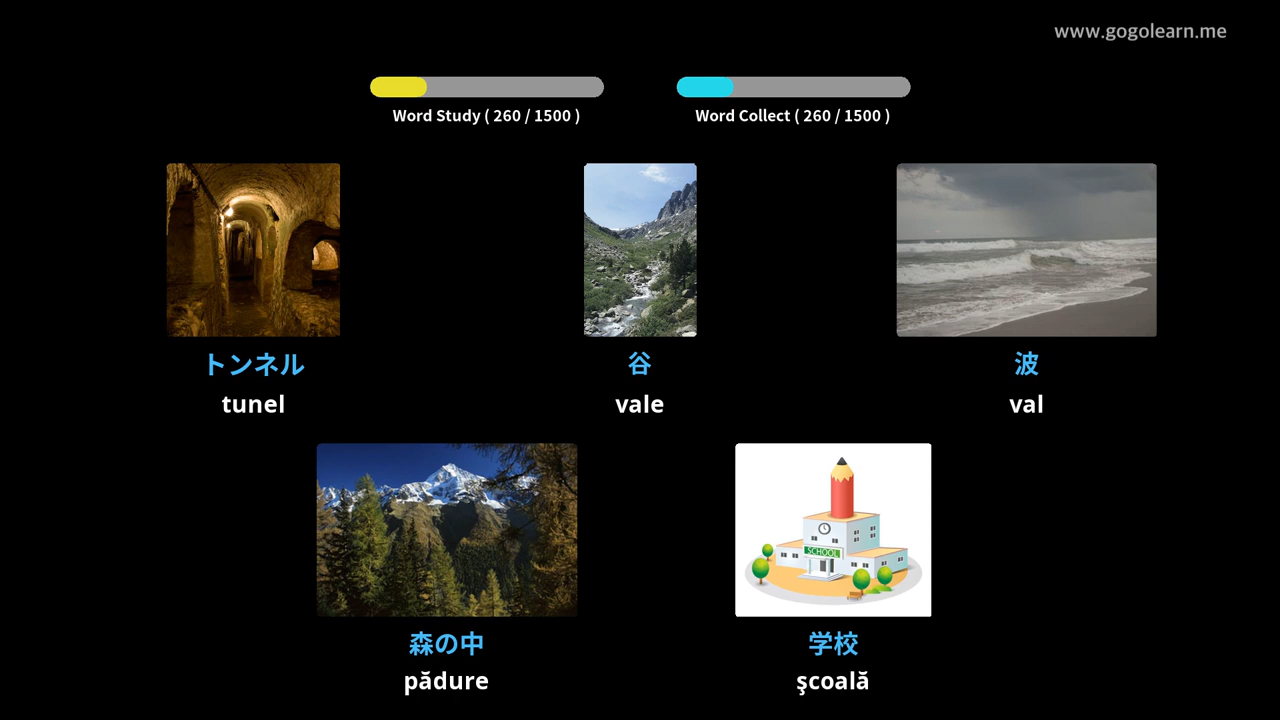 www.gogolearn.me
Word Study ( 260 / 1500 )
Word Collect ( 260 / 1500 )
トンネル
tunel
谷
vale
波
val
SCHOOL
森の中
pădure
学校
şcoală